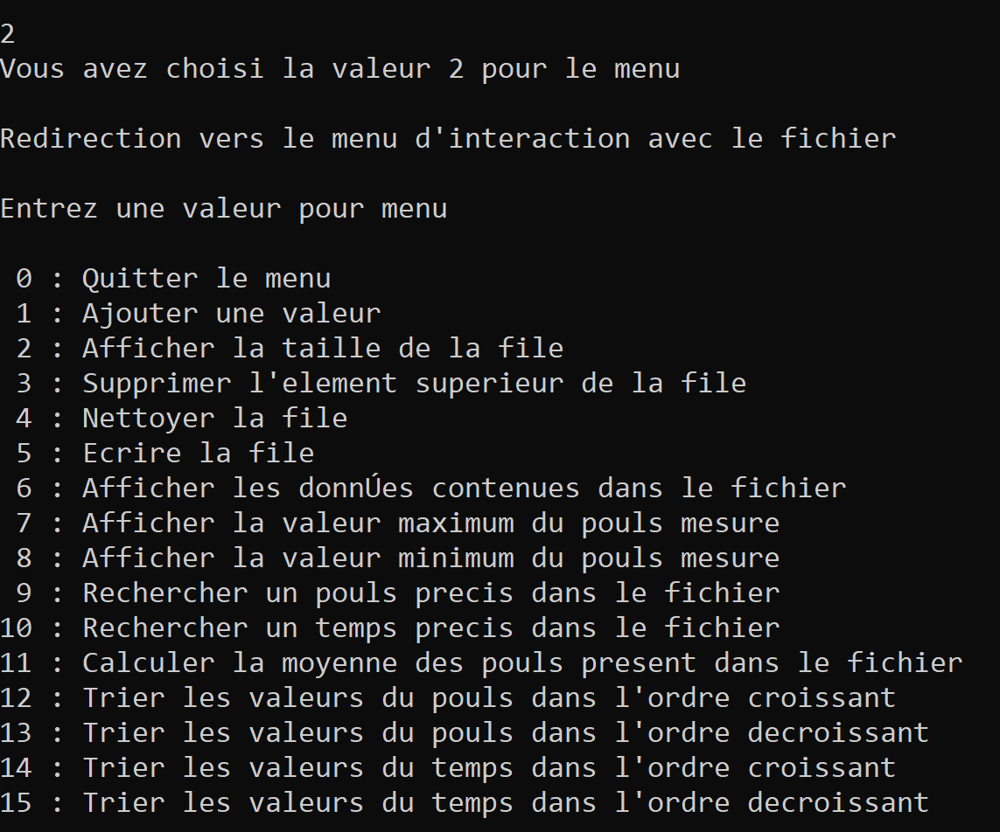 2
Vous avez choisi la valeur 2 pour le menu
Redirection vers le menu d'interaction avec le fichier
Entrez une valeur pour menu
0 : Quitter le menu
1 : Ajouter une valeur
2 : Afficher la taille de la file
3 : Supprimer l'element superieur de la file
4 : Nettoyer la file
5 : Ecrire la file
6 : Afficher les donnÚes contenues dans le fichier
7 : Afficher la valeur maximum du pouls mesure
8 : Afficher la valeur minimum du pouls mesure
9 : Rechercher un pouls precis dans le fichier
10 : Rechercher un temps precis dans le fichier
11 : Calculer la moyenne des pouls present dans le fichier
12 : Trier les valeurs du pouls dans l'ordre croissant
13 : Trier les valeurs du pouls dans l'ordre decroissant
14 : Trier les valeurs du temps dans l'ordre croissant
15 : Trier les valeurs du temps dans l'ordre decroissant